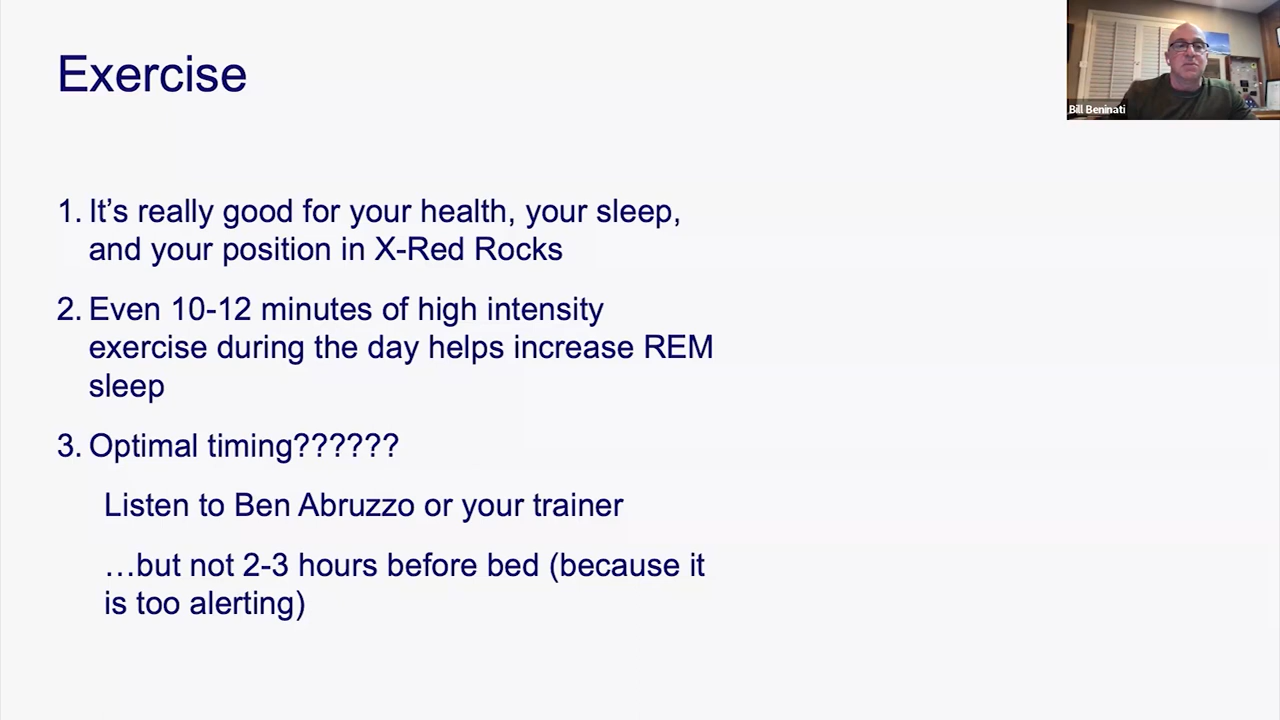 Exercise
Bill Beninati
1. It's really good for your health, your sleep,
and your position in X-Red Rocks
2. Even 10-12 minutes of high intensity
exercise during the day helps increase REM
sleep
3. Optimal timing??????
Listen to Ben Abruzzo or your trainer
…but not 2-3 hours before bed (because it
is too alerting)